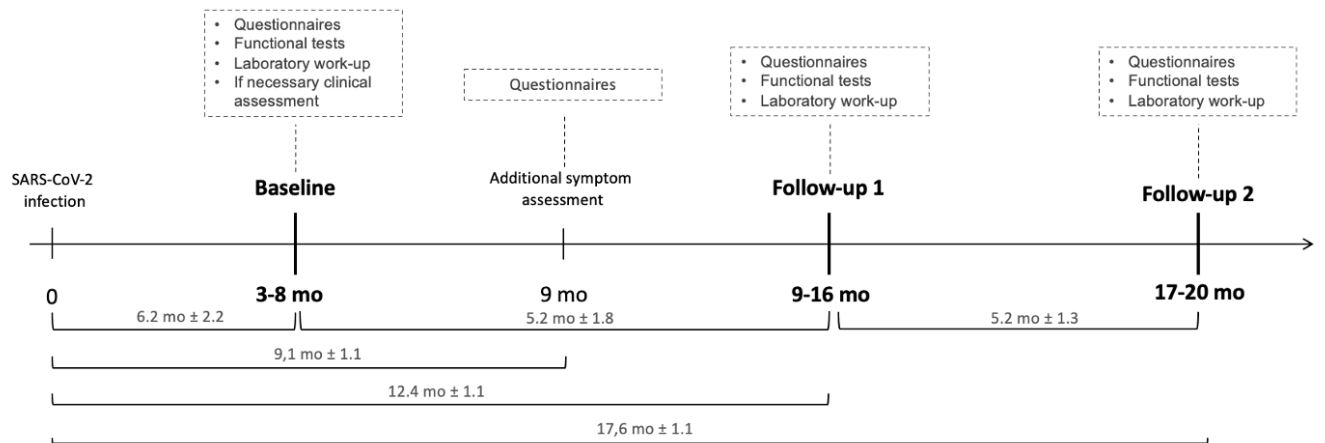 • Questionnaires
• Functional tests
• Laboratory work-up
• If necessary clinical
assessment
Questionnaires
• Questionnaires
• Functional tests
• Laboratory work-up
• Questionnaires
• Functional tests
• Laboratory work-up
SARS-CoV-2
infection
Baseline
Additional symptom
assessment
Follow-up 1
Follow-up 2
0
3-8 mo
9 mo
9-16 mo
17-20 mo
6.2 mo ± 2.2
5.2 mo ± 1.8
5.2 mo ± 1.3
9,1 mo ± 1.1
12.4 mo ± 1.1
17,6 mo ± 1.1